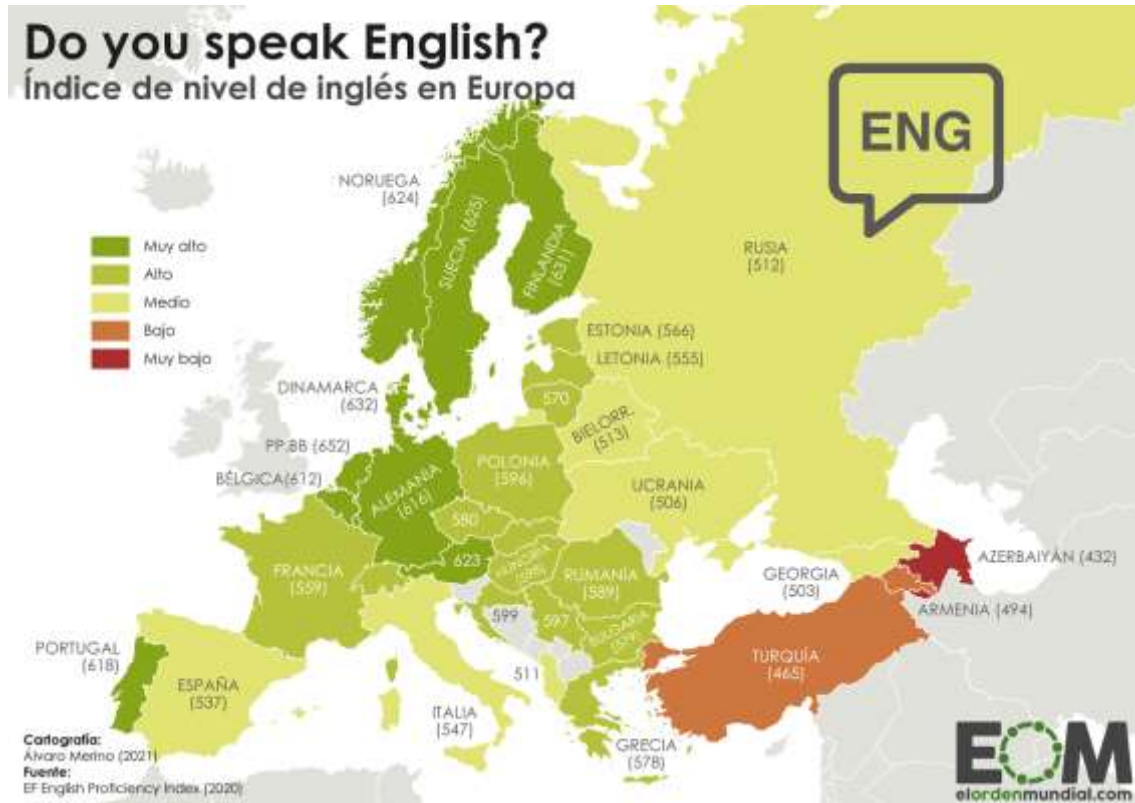 Do you speak English?
Índice de nivel de inglés en Europa
ENG
NORUEGA
(624)
SUECIA (625)
FINLANDIA
(631)
RUSIA
(512)
Muy alto
Alto
Medio
Bajo
Muy bajo
ESTONIA (566)
LETONIA (555)
DINAMARCA
(632)
570
BIELORR.
(513)
PP.BB (652)
BÉLGICA(612)
ALEMANIA
(616)
POLONIA
(596)
UCRANIA
(506)
580
623
FRANCIA
(559)
RUMANÍA
(589)
GEORGIA
(503)
AZERBAIYÁN (432)
ARMENIA (494)
599
597
BULGARIA
PORTUGAL
(618)
ESPAÑA
(537)
511
TURQUÍA
(465)
ITALIA
(547)
GRECIA
(578)
Cartografía:
Álvaro Merino (2021)
Fuente:
EF English Proficiency Index (2020)
EOM
elordenmundial.com